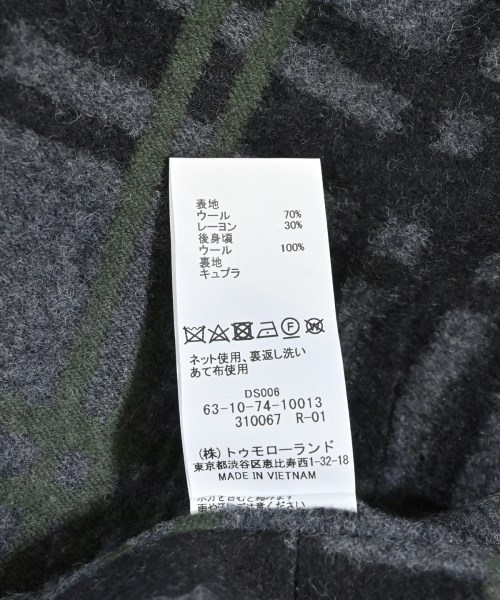 表地
ウール 70%
レーヨン 30%
後身頃
ウール 100%
裏地
キュプラ
ネット使用、裏返し洗い
あて布使用
DS006
63-10-74-10013
310067 R-01
(株)トゥモローランド
東京都渋谷区恵比寿西1-32-18
MADE IN VIETNAM